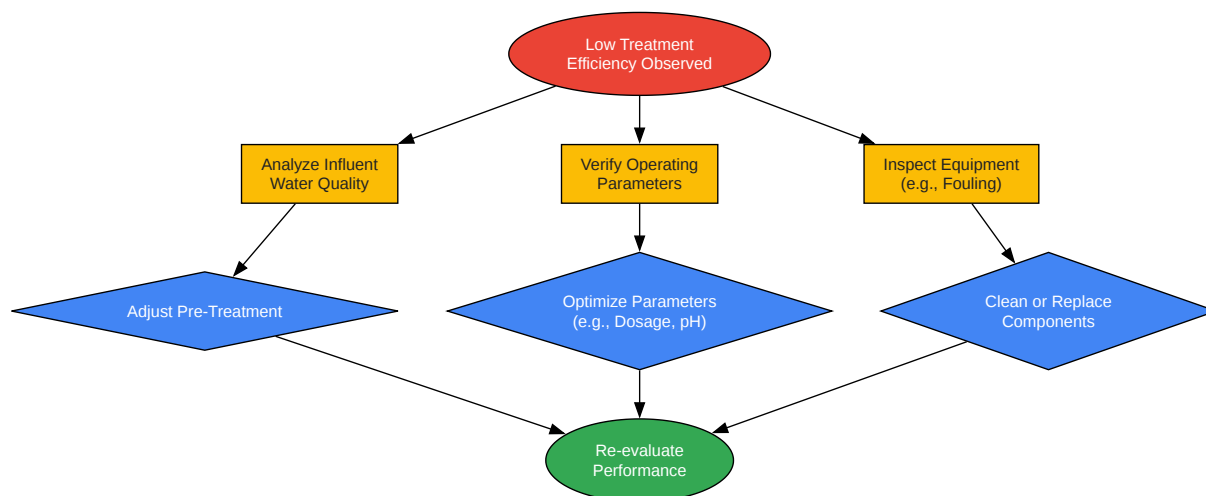 Low Treatment
Efficiency Observed
Analyze Influent
Water Quality
Verify Operating
Parameters
Inspect Equipment
(e.g., Fouling)
Adjust Pre-Treatment
Optimize Parameters
(e.g., Dosage, pH)
Clean or Replace
Components
Re-evaluate
Performance